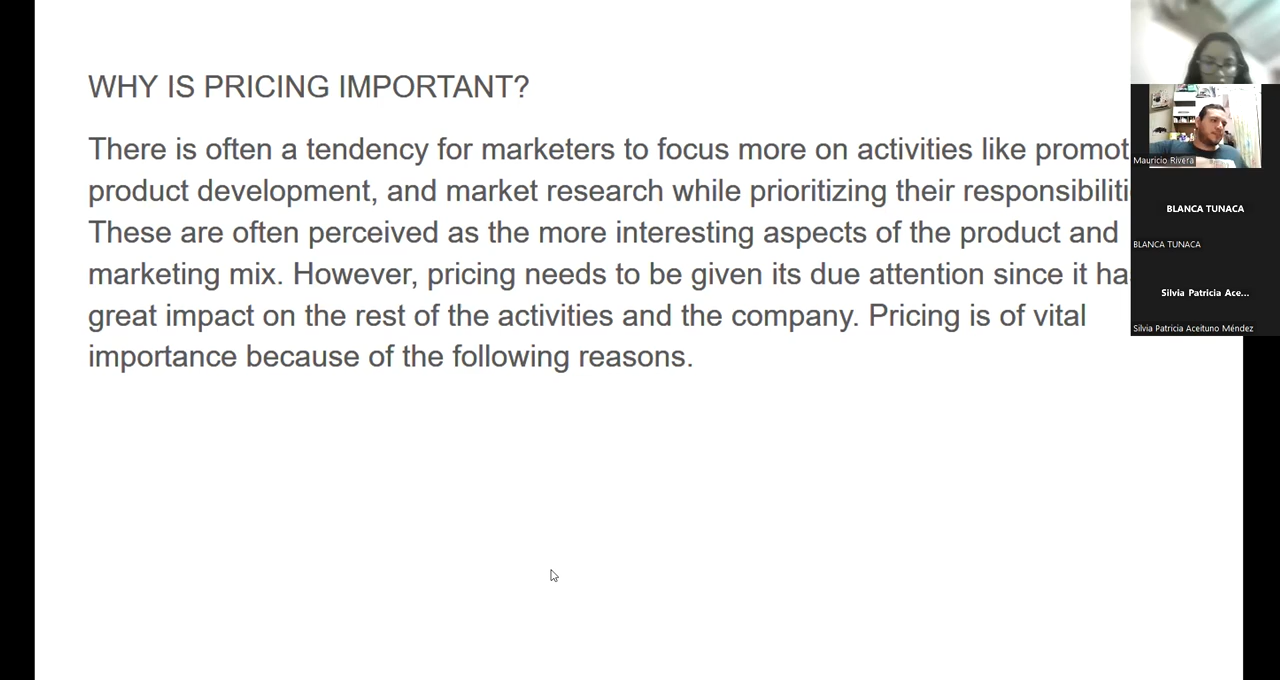 WHY IS PRICING IMPORTANT?
There is often a tendency for marketers to focus more on activities like
product development, and market research while prioritizing their
These are often perceived as the more interesting aspects of the product and
marketing mix. However, pricing needs to be given its due attention since it
great impact on the rest of the activities and the company. Pricing is of vital
importance because of the following reasons.
Mauricio Rivera
BLANCA TUNACA
BLANCA TUNACA
Silvia Patricia Ace...
Silvia Patricia Aceituno Méndez